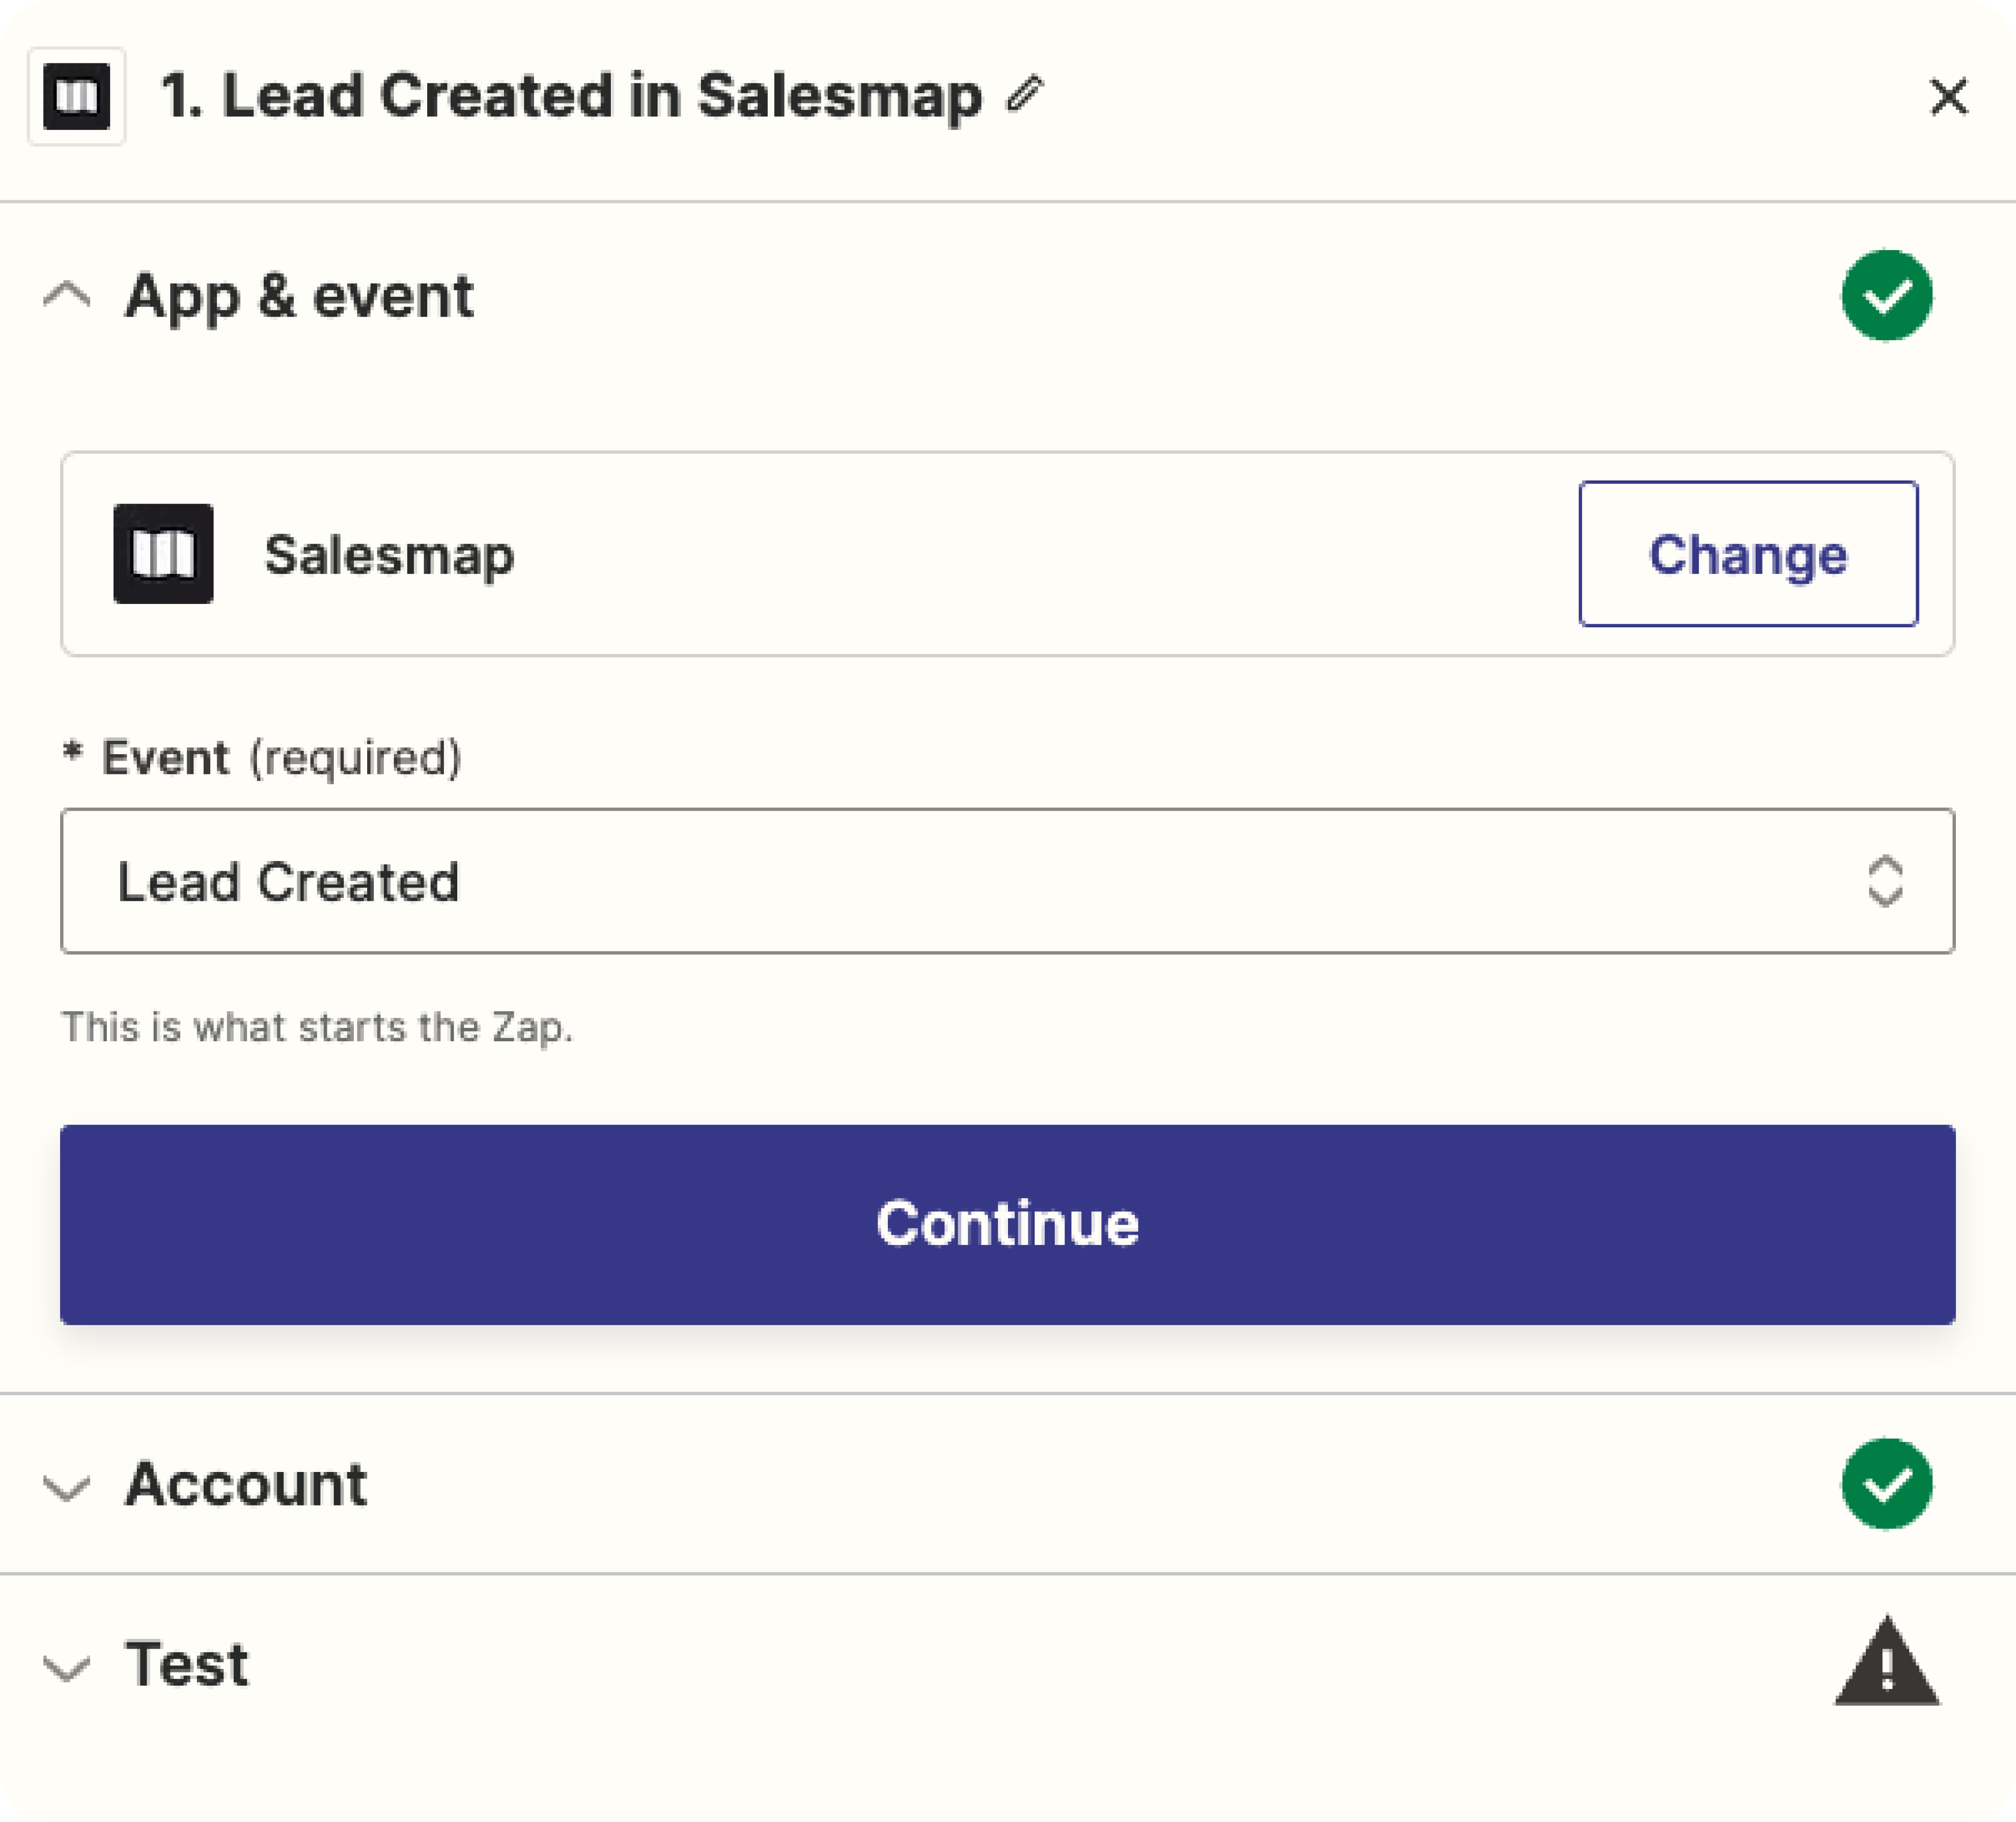 1. Lead Created in Salesmap
App & event
Salesmap
Change
* Event (required)
Lead Created
This is what starts the Zap.
Continue
Account
Test